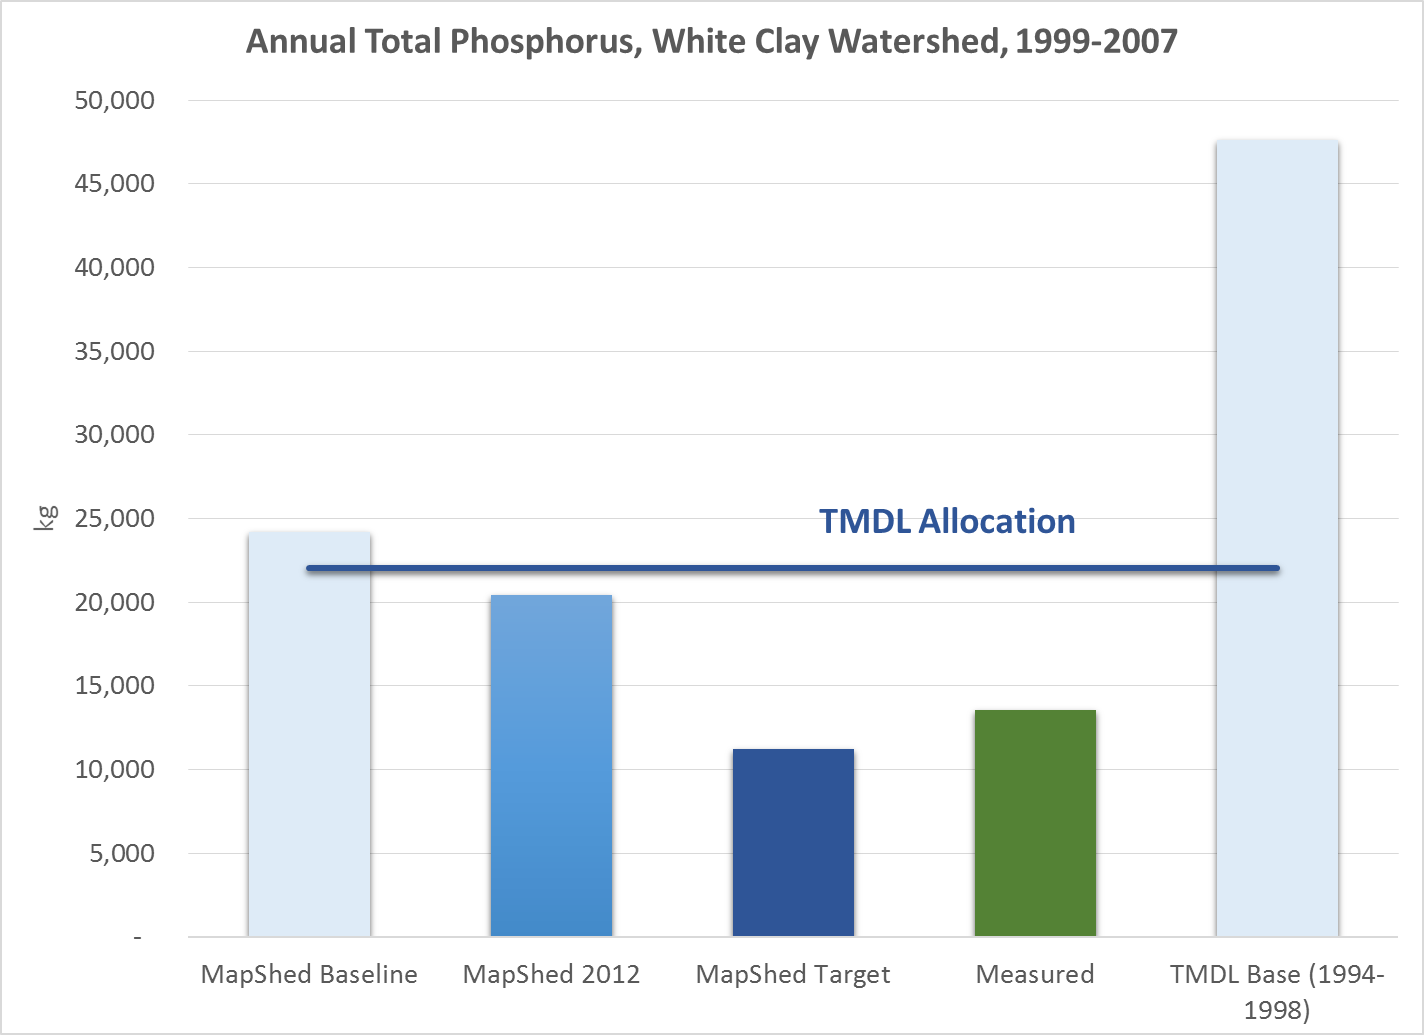 Annual Total Phosphorus, White Clay Watershed, 1999-2007
50,000
45,000
40,000
35,000
30,000
25,000
20,000
15,000
10,000
5,000
-
kg
TMDL Allocation
MapShed Baseline
MapShed 2012
MapShed Target
Measured
TMDL Base (1994-
1998)